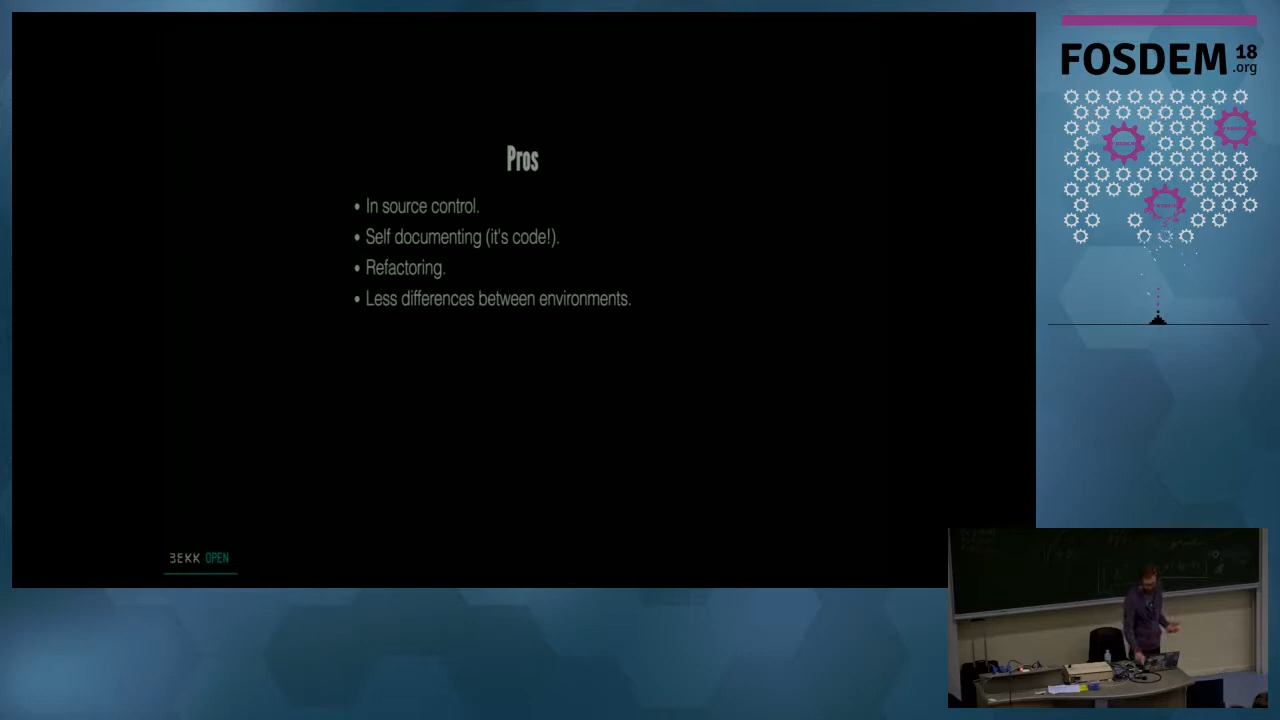 Pros
• In source control.
• Self documenting (it's code!).
• Refactoring.
• Less differences between environments.
BEKK OPEN
FOSDEM 18
.org